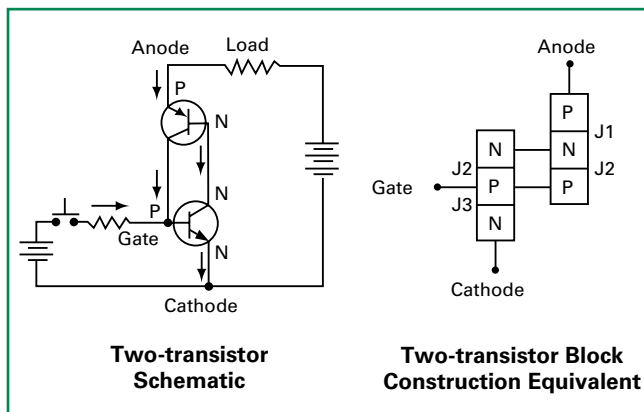 Anode
Load
P
N
N
P
Gate
N
Cathode
Two-transistor
Schematic
Anode
P
J1
N
N
J2
J2
Gate
P
P
J3
N
Cathode
Two-transistor Block
Construction Equivalent